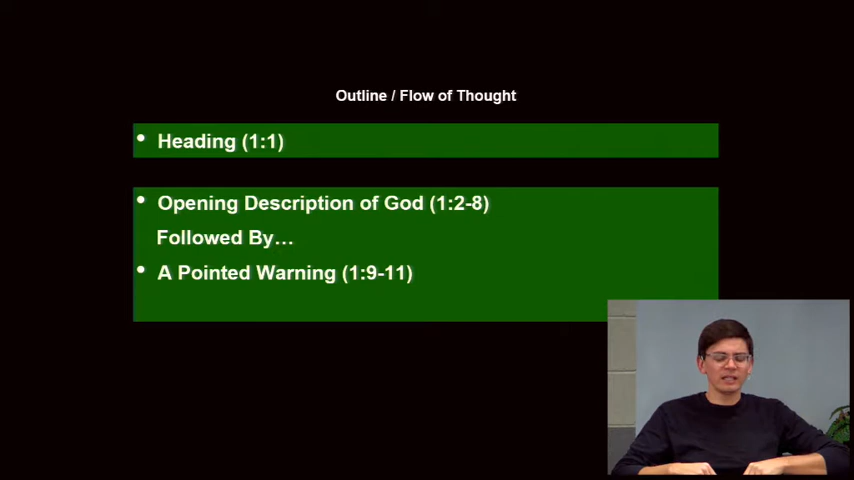 Outline / Flow of Thought
• Heading (1:1)
• Opening Description of God (1:2-8)
Followed By…
• A Pointed Warning (1:9-11)